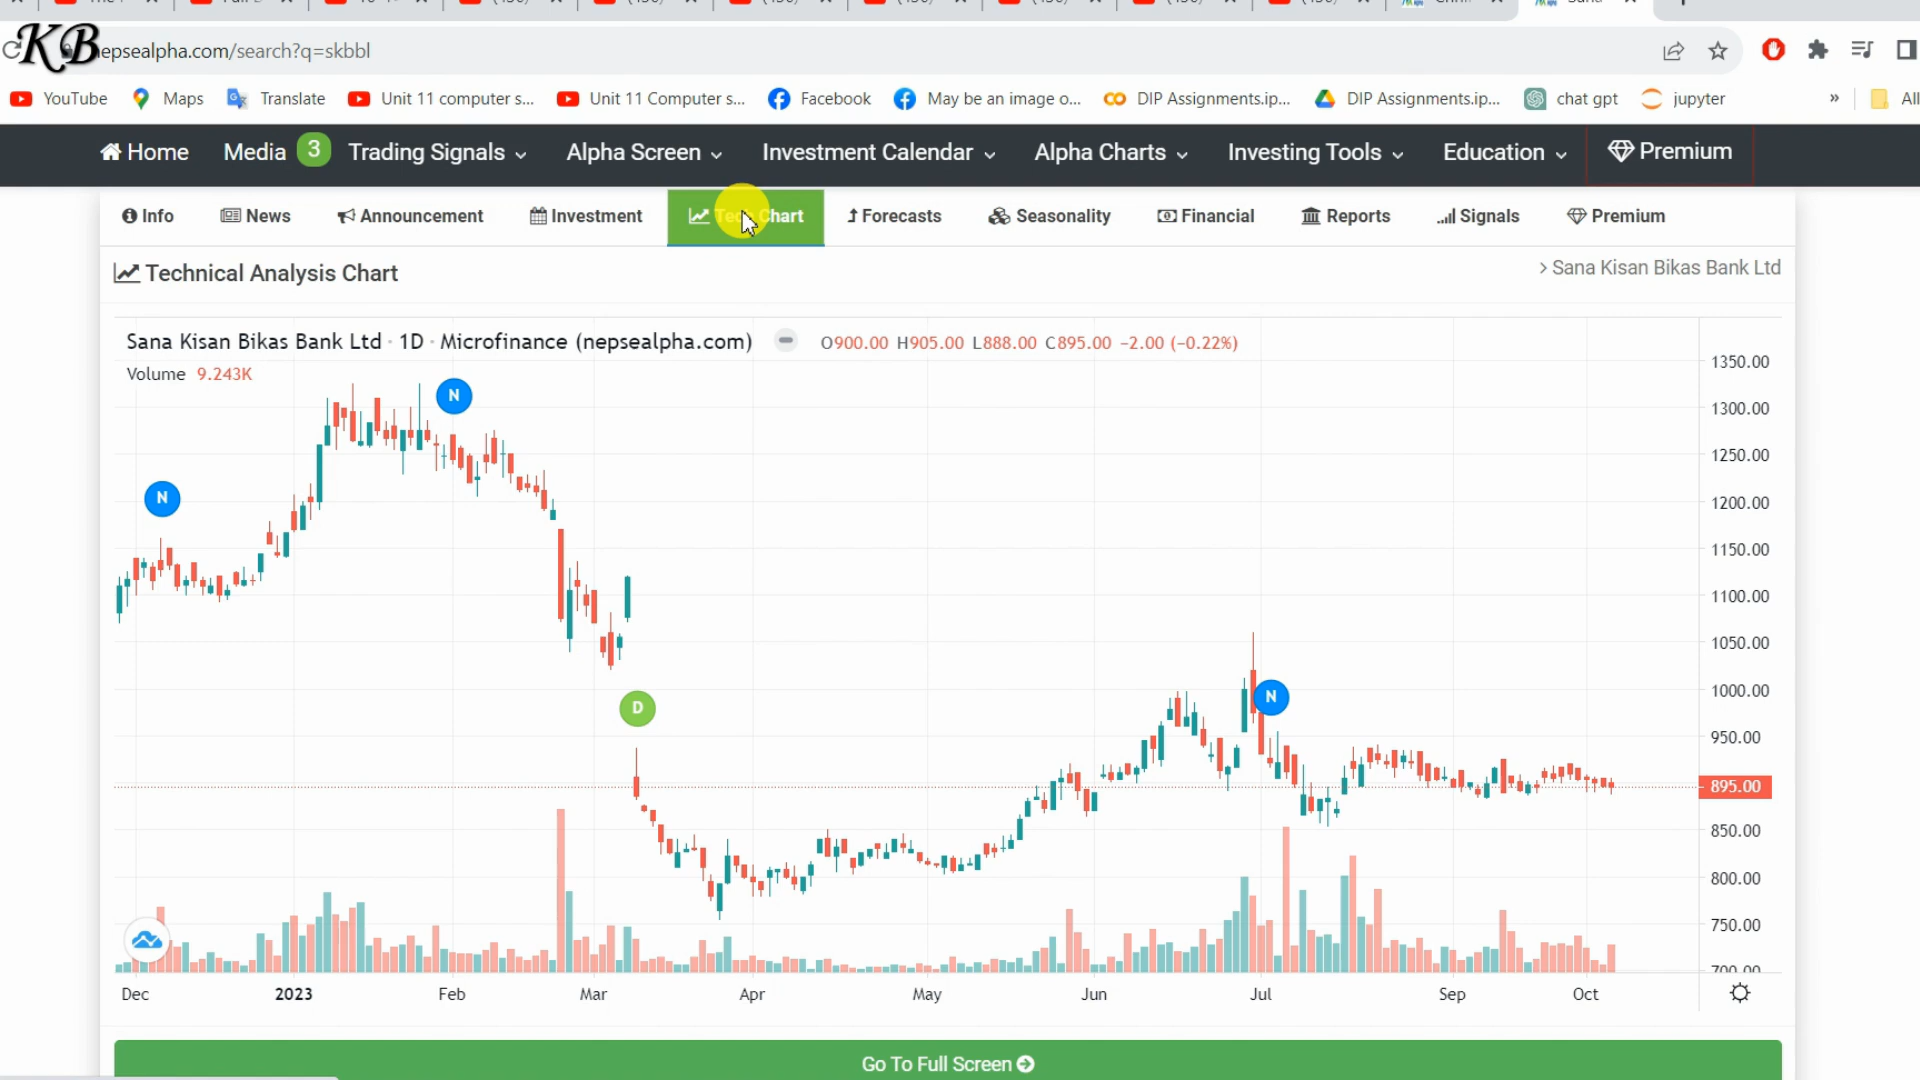 KB
epsealpha.com/search?q=skbbl
YouTube Maps Translate Unit 11 computer s... Unit 11 Computer s... Facebook May be an image o... DIP Assignments.ip... DIP Assignments.ip... chat gpt jupyter » All
Home Media 3 Trading Signals Alpha Screen Investment Calendar Alpha Charts Investing Tools Education Premium
Info News Announcement Investment Tech Chart Forecasts Seasonality Financial Reports Signals Premium
Technical Analysis Chart
> Sana Kisan Bikas Bank Ltd
Sana Kisan Bikas Bank Ltd · 1D · Microfinance (nepsealpha.com) O900.00 H905.00 L888.00 C895.00 −2.00 (−0.22%)
Volume 9.243K
1350.00
1300.00
1250.00
1200.00
1150.00
1100.00
1050.00
1000.00
950.00
895.00
850.00
800.00
750.00
700.00
N
N
D
N
Dec 2023 Feb Mar Apr May Jun Jul Sep Oct
Go To Full Screen